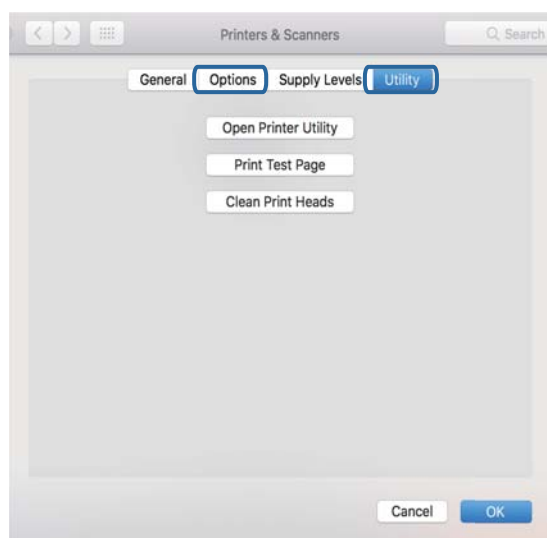 Printers & Scanners Search
General Options Supply Levels Utility
Open Printer Utility
Print Test Page
Clean Print Heads
Cancel OK